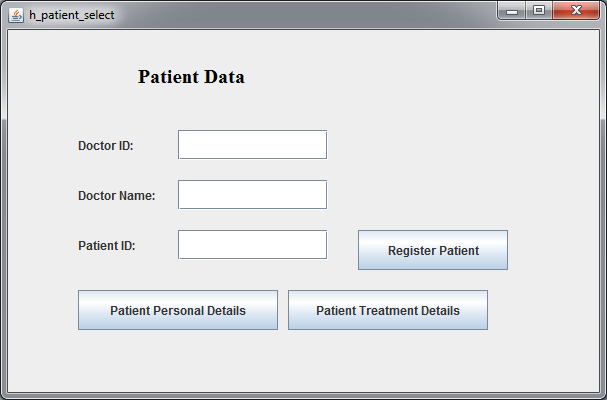 h_patient_select
Patient Data
Doctor ID:
Doctor Name:
Patient ID:
Register Patient
Patient Personal Details
Patient Treatment Details